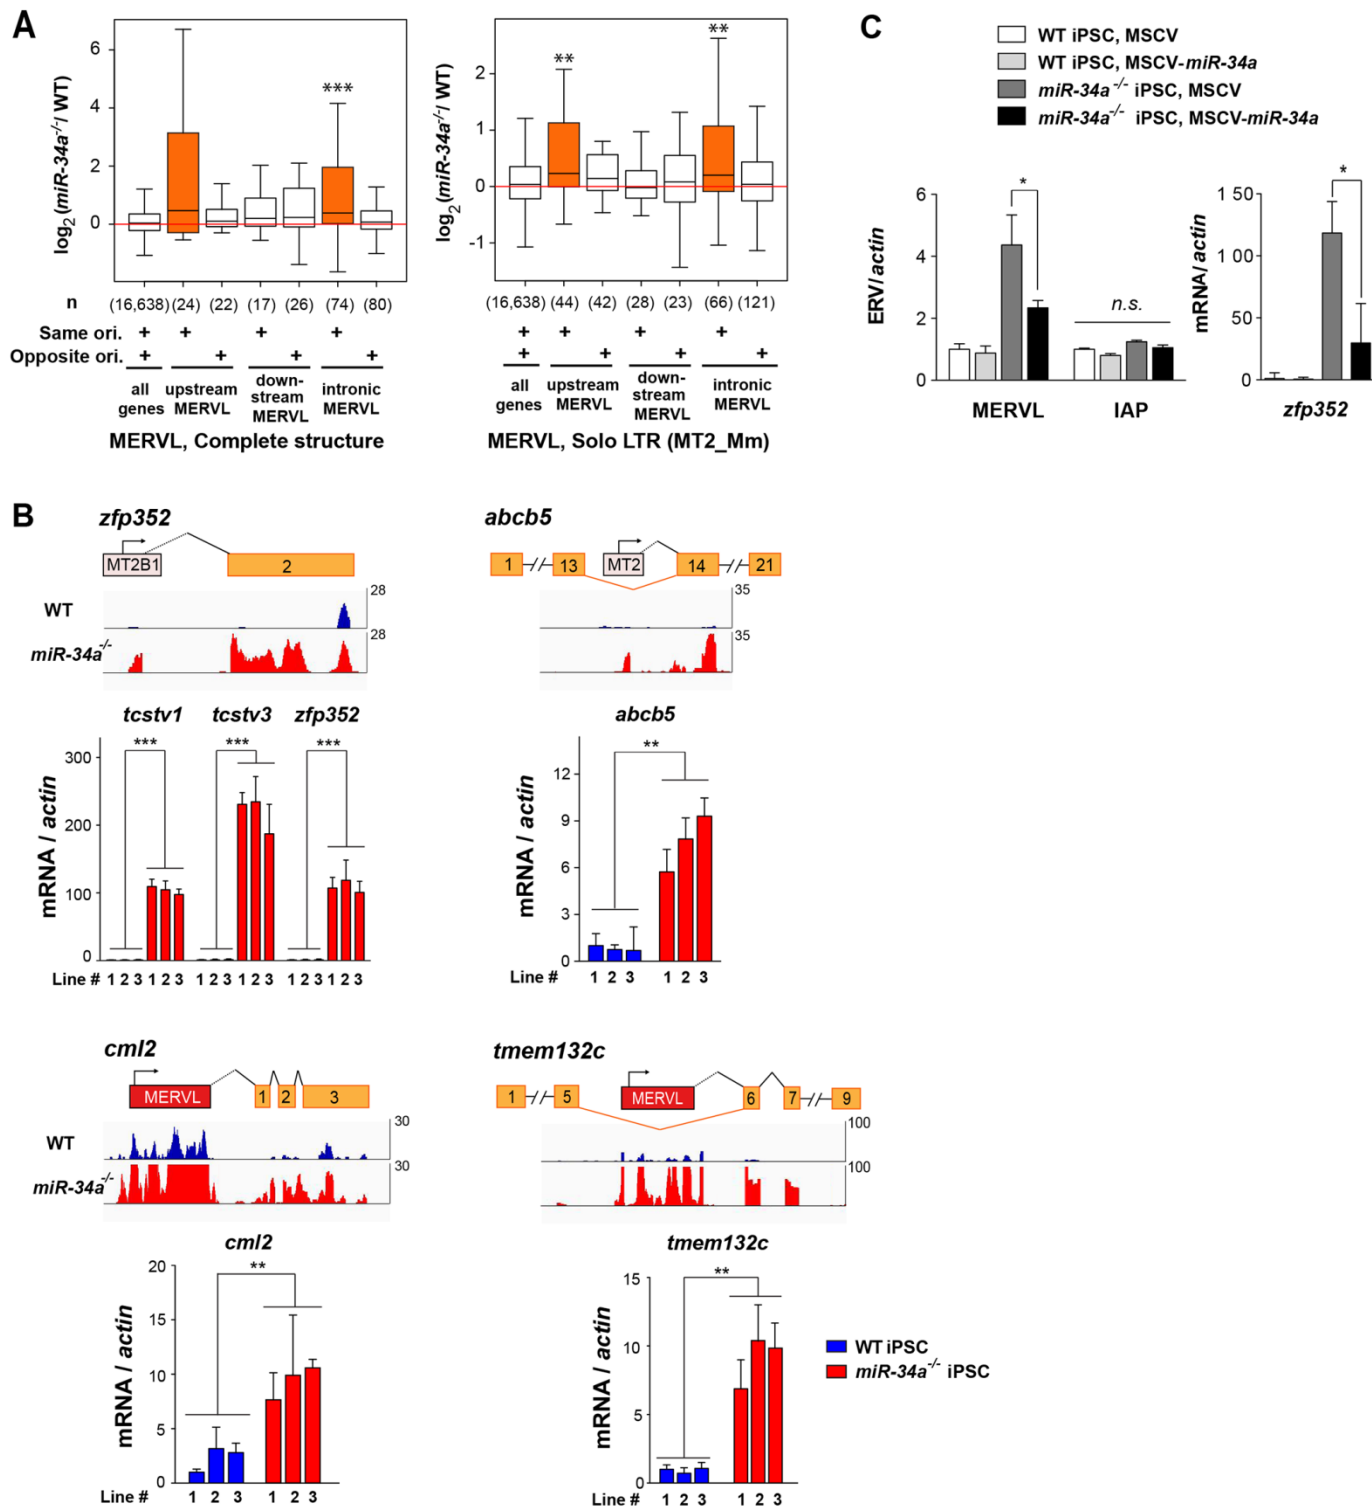 A
log2(miR-34a-/-/ WT)
6
4
2
0
***
n
(16,638) (24) (22) (17) (26) (74) (80)
Same ori. + + + +
Opposite ori. + + + +
all genes
upstream MERVL
down-stream MERVL
intronic MERVL
MERVL, Complete structure
log2(miR-34a-/-/ WT)
2
1
0
-1
** **
(16,638) (44) (42) (28) (23) (66) (121)
+ + + +
+ + + +
all genes
upstream MERVL
down-stream MERVL
intronic MERVL
MERVL, Solo LTR (MT2_Mm)
C
WT iPSC, MSCV
WT iPSC, MSCV-miR-34a
miR-34a-/- iPSC, MSCV
miR-34a-/- iPSC, MSCV-miR-34a
ERV/actin
6
4
2
0
*
n.s.
MERVL IAP
mRNA/actin
150
100
50
0
*
zfp352
B
zfp352
MT2B1 2
WT 28
miR-34a-/- 28
tcstv1 tcstv3 zfp352
*** *** ***
mRNA / actin
300
200
100
0
Line # 1 2 3 1 2 3 1 2 3 1 2 3 1 2 3 1 2 3
abcb5
1 13 MT2 14 21
35
35
abcb5
**
mRNA / actin
12
9
6
3
0
Line # 1 2 3 1 2 3
cml2
MERVL 1 2 3
WT 30
miR-34a-/- 30
cml2
**
mRNA / actin
20
15
10
5
0
Line # 1 2 3 1 2 3
tmem132c
1 5 MERVL 6 7 9
100
100
tmem132c
**
mRNA / actin
15
10
5
0
Line # 1 2 3 1 2 3
WT iPSC
miR-34a-/- iPSC